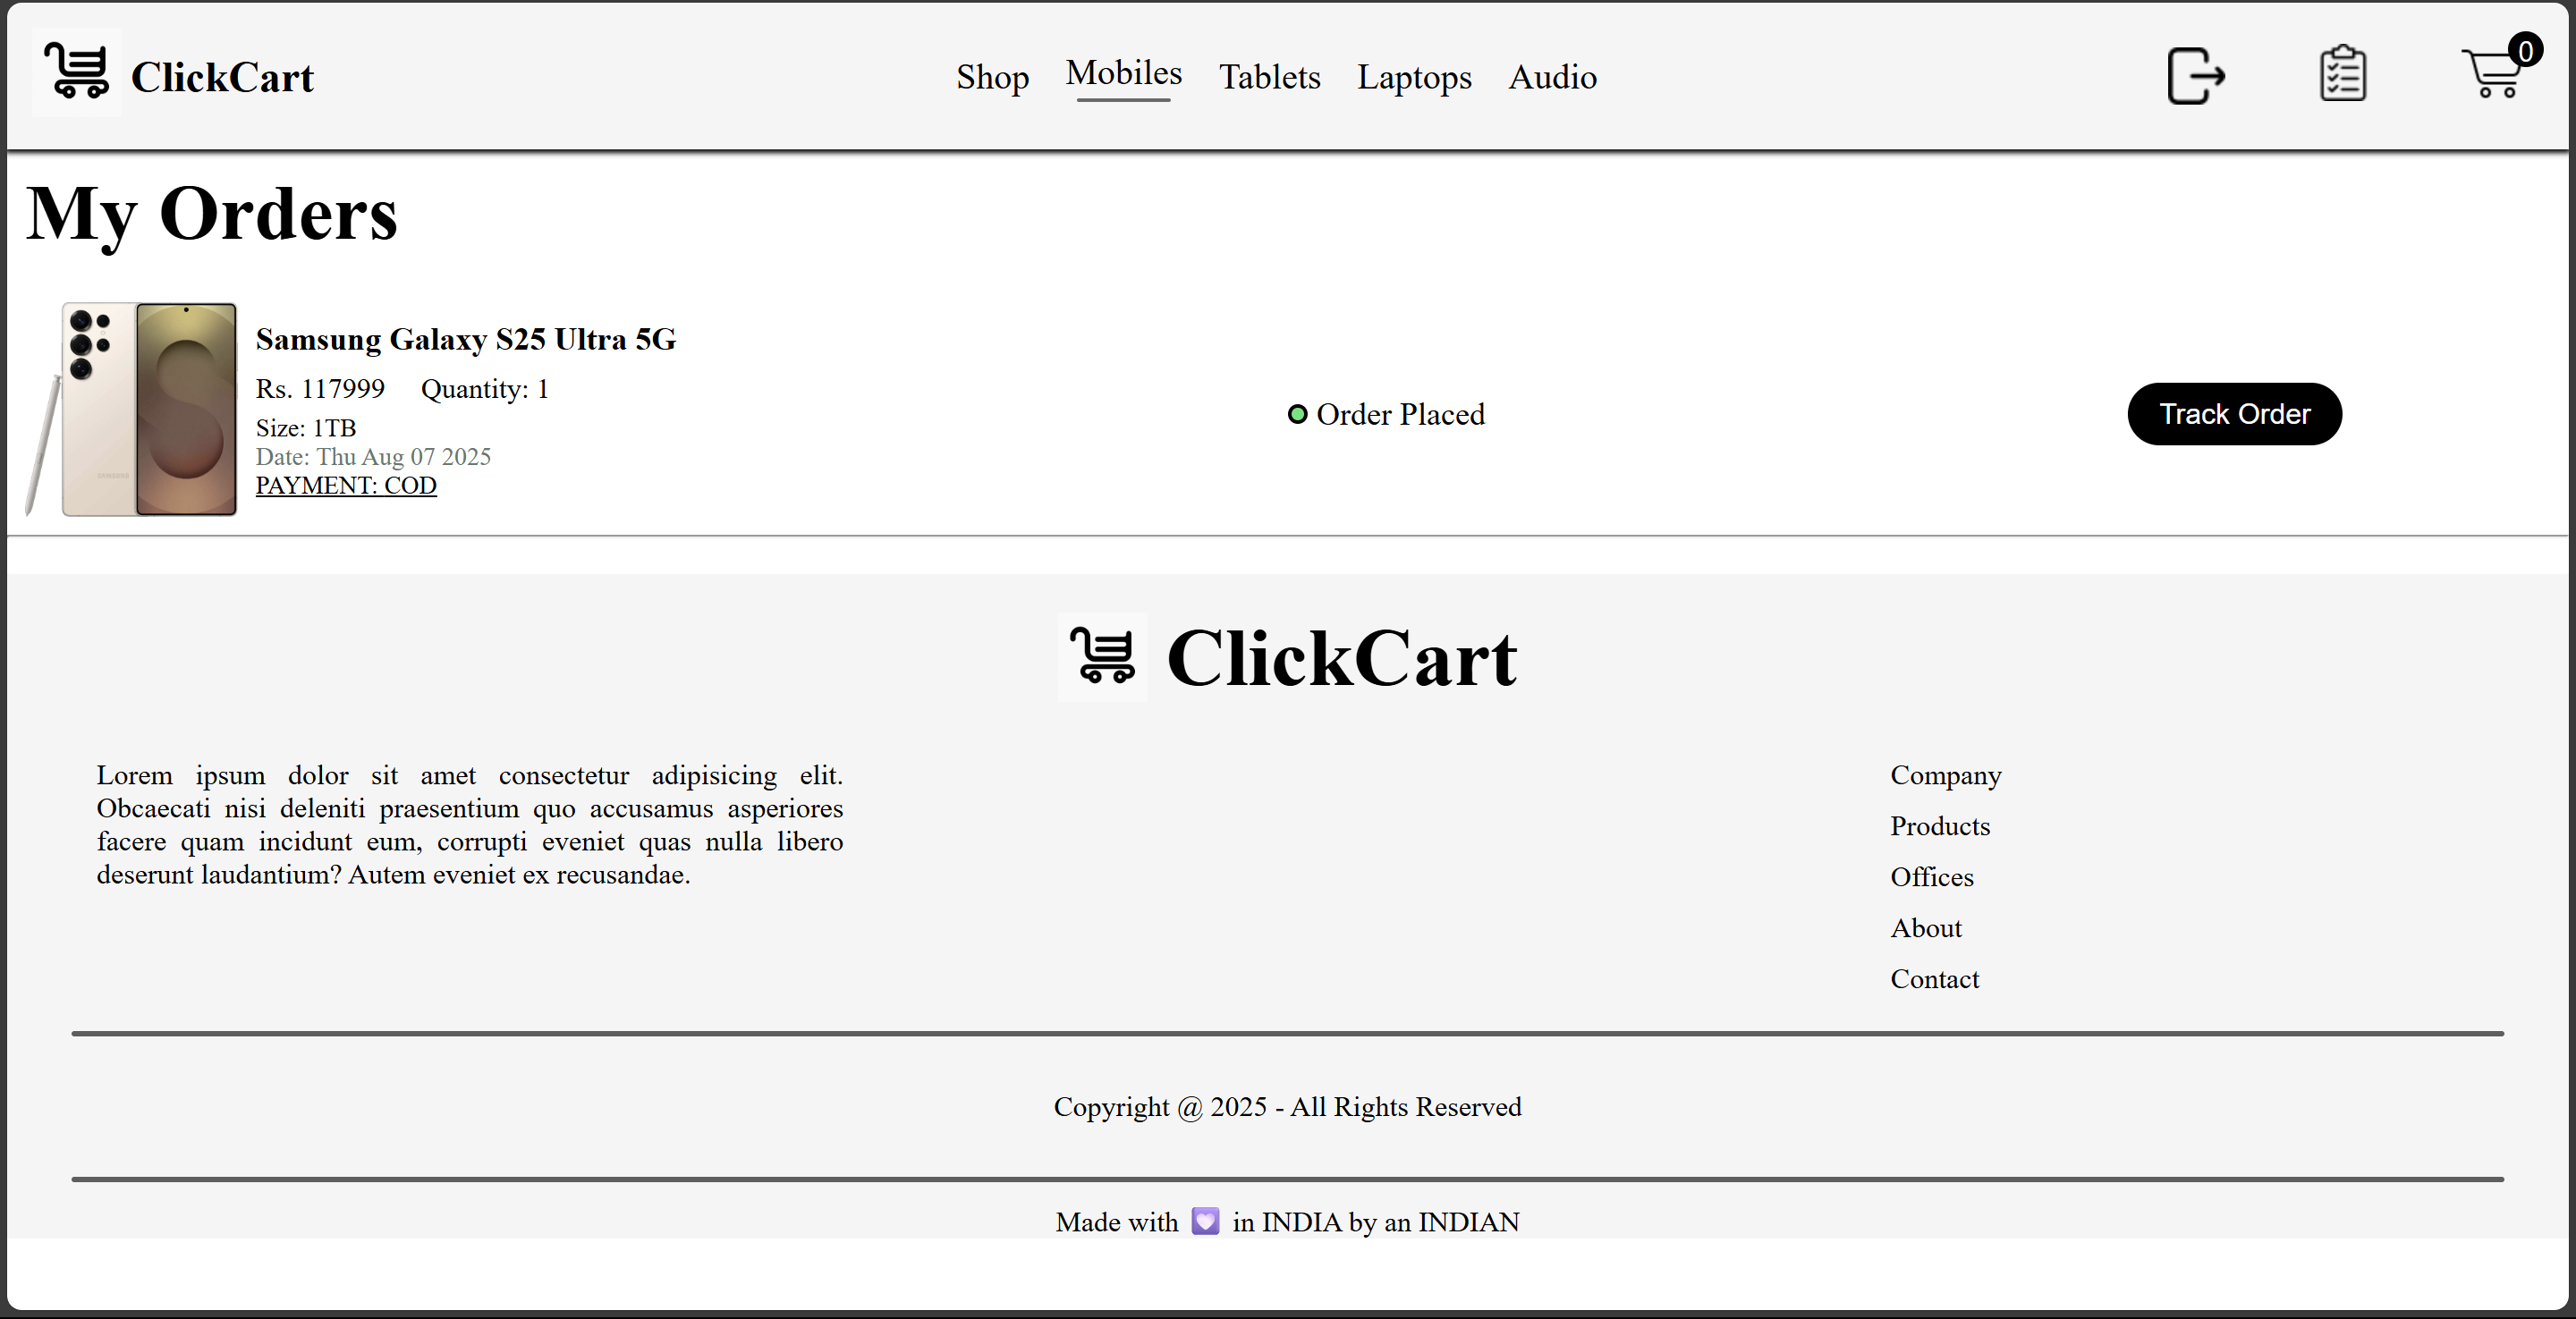 ClickCart
Shop Mobiles Tablets Laptops Audio
0
My Orders
Samsung Galaxy S25 Ultra 5G
Rs. 117999 Quantity: 1
Size: 1TB
Date: Thu Aug 07 2025
PAYMENT: COD
Order Placed
Track Order
SAMSUNG
ClickCart
Lorem ipsum dolor sit amet consectetur adipisicing elit.
Obcaecati nisi deleniti praesentium quo accusamus asperiores
facere quam incidunt eum, corrupti eveniet quas nulla libero
deserunt laudantium? Autem eveniet ex recusandae.
Company
Products
Offices
About
Contact
Copyright @ 2025 - All Rights Reserved
Made with 💟 in INDIA by an INDIAN